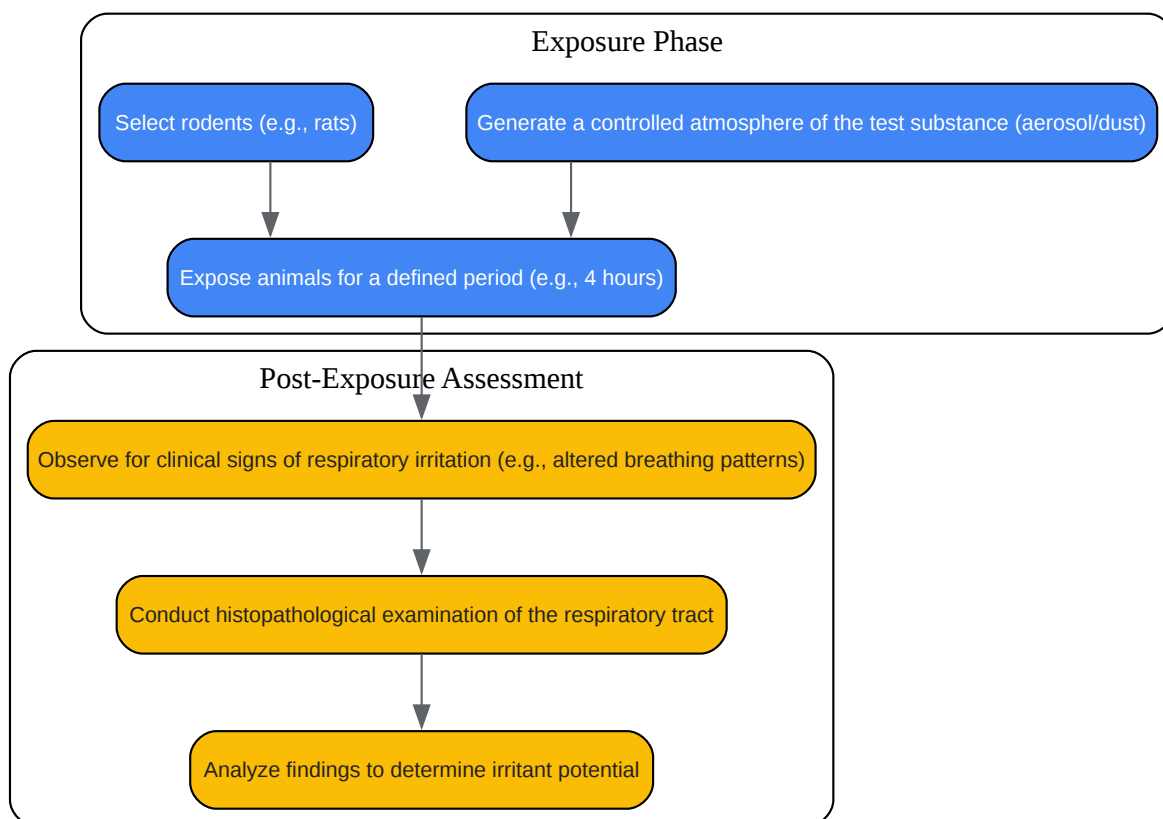 Exposure Phase
Select rodents (e.g., rats)
Generate a controlled atmosphere of the test substance (aerosol/dust)
Expose animals for a defined period (e.g., 4 hours)
Post-Exposure Assessment
Observe for clinical signs of respiratory irritation (e.g., altered breathing patterns)
Conduct histopathological examination of the respiratory tract
Analyze findings to determine irritant potential